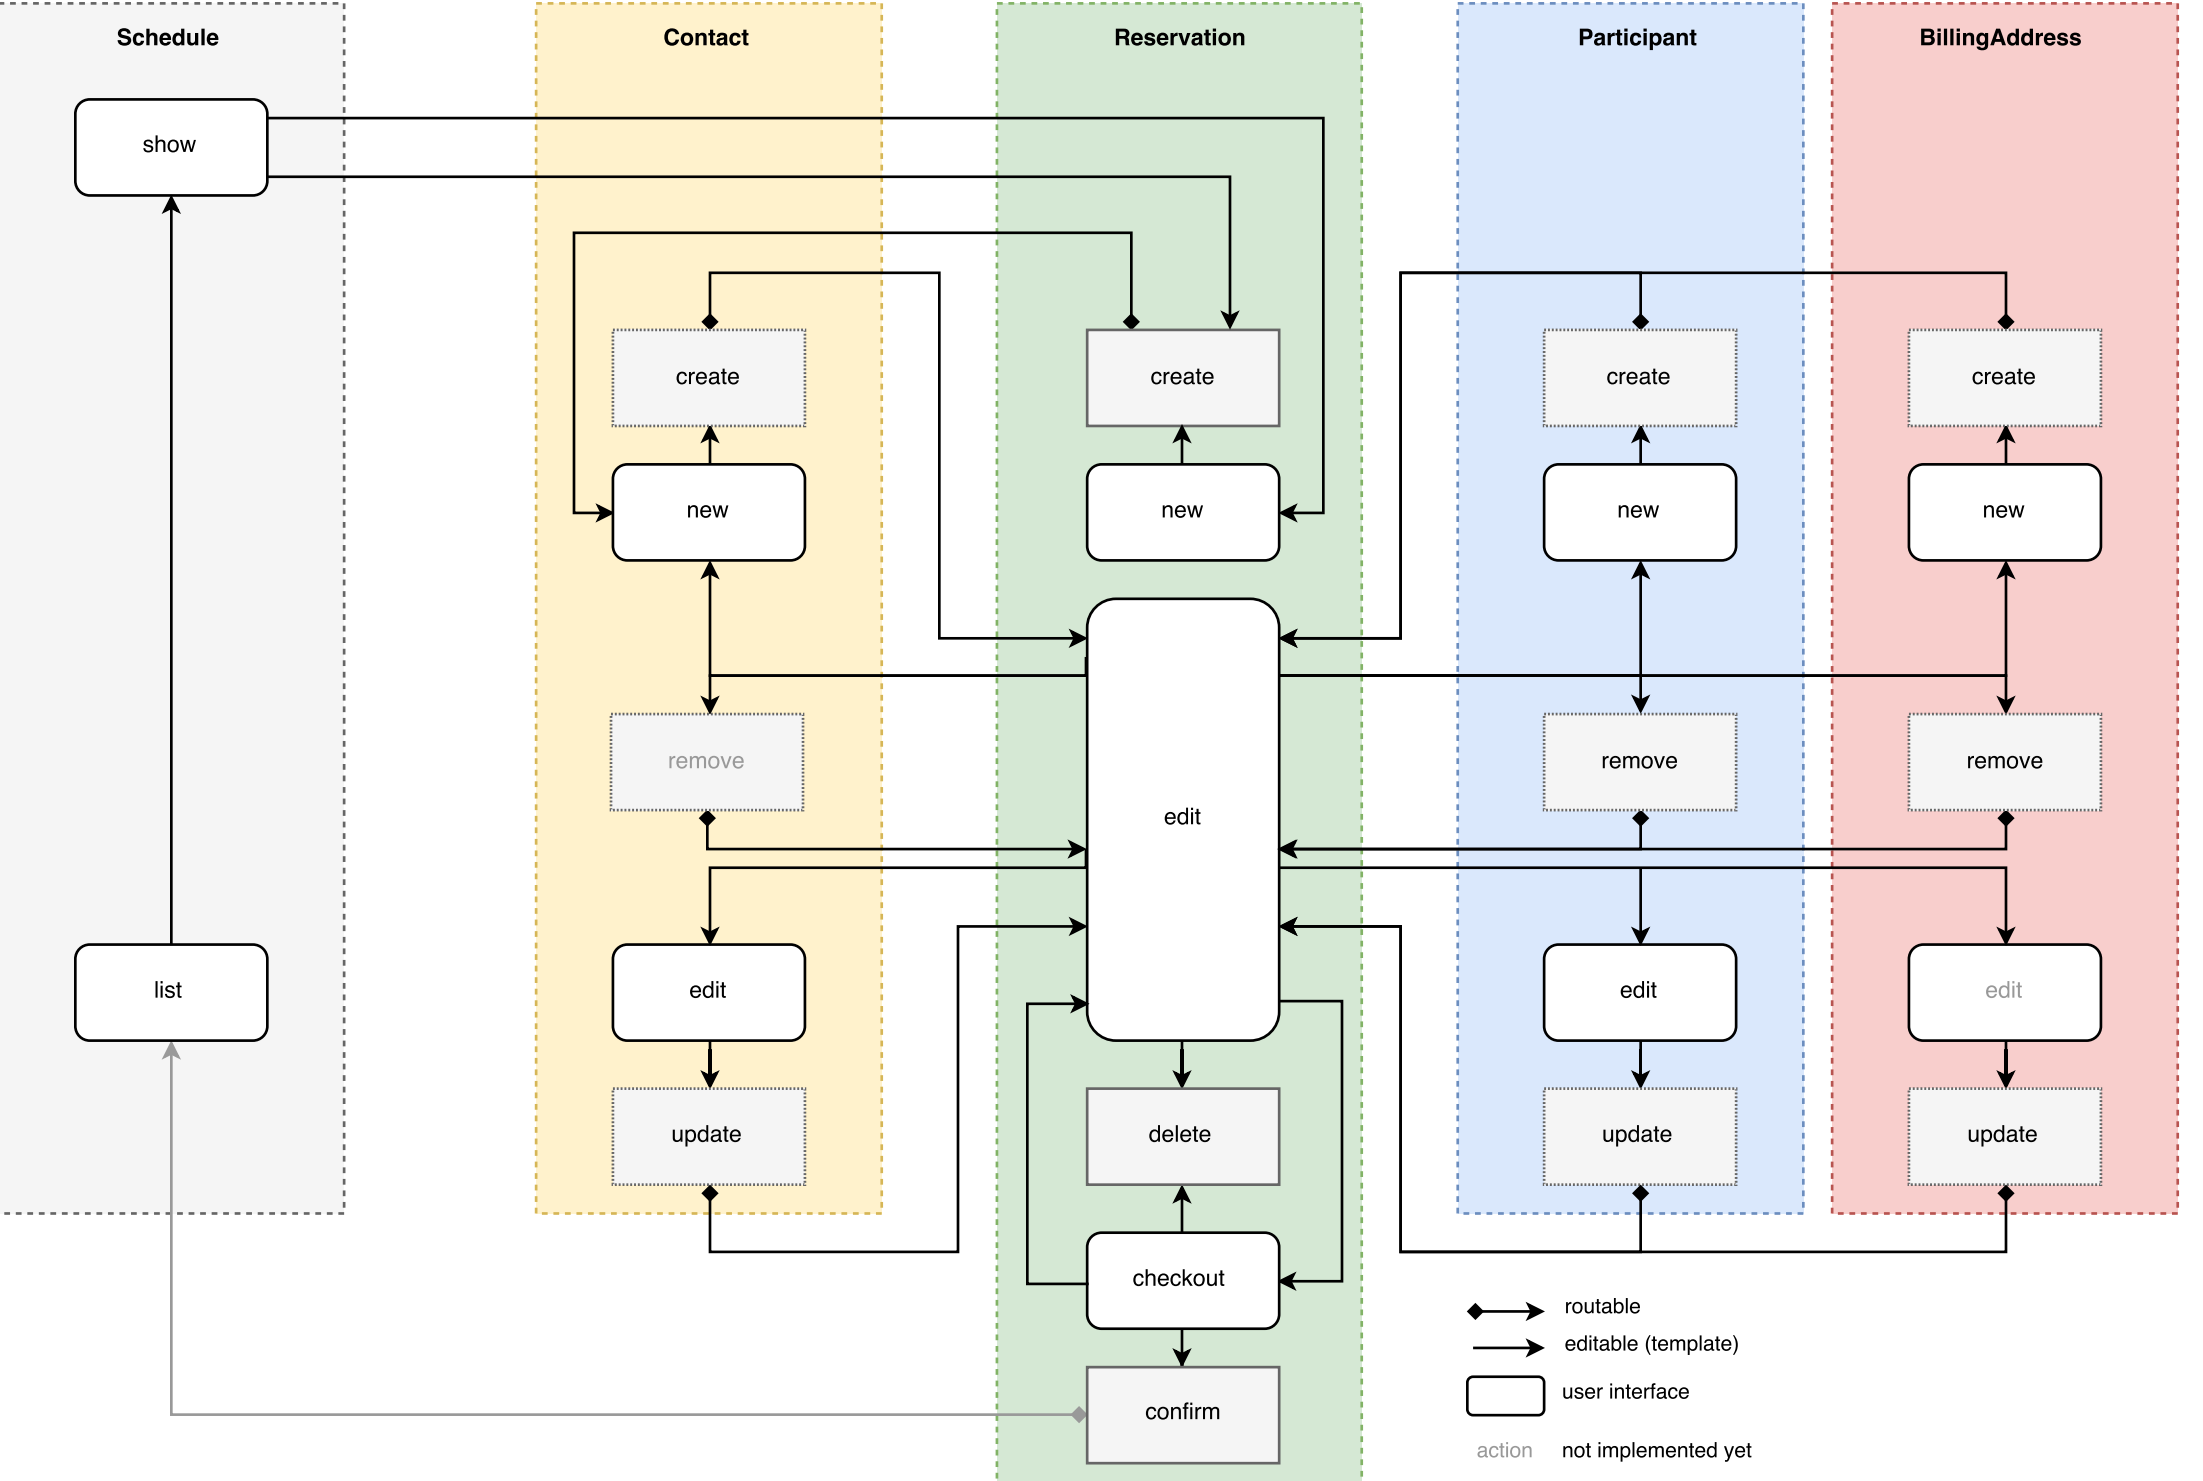 Schedule
Contact
Reservation
Participant
BillingAddress
show
create
create
create
create
new
new
new
new
remove
remove
remove
edit
list
edit
edit
edit
update
delete
update
update
checkout
confirm
routable
editable (template)
user interface
action
not implemented yet